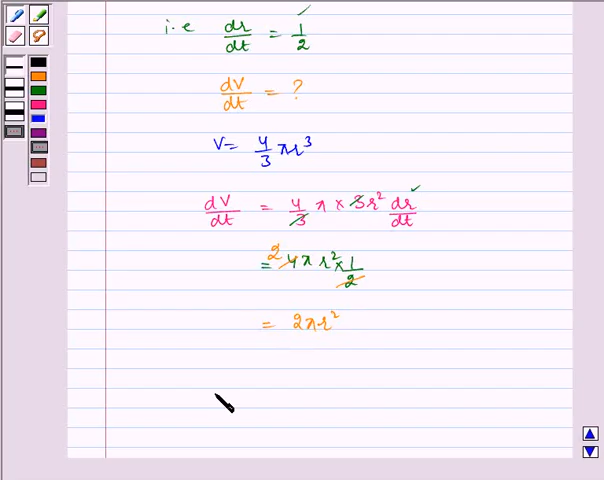 i.e dr/dt = 1/2
dV/dt = ?
V = 4/3 πr³
dV/dt = 4/3 π × 3r² dr/dt
= 2 4πr² × 1/2
= 2πr²